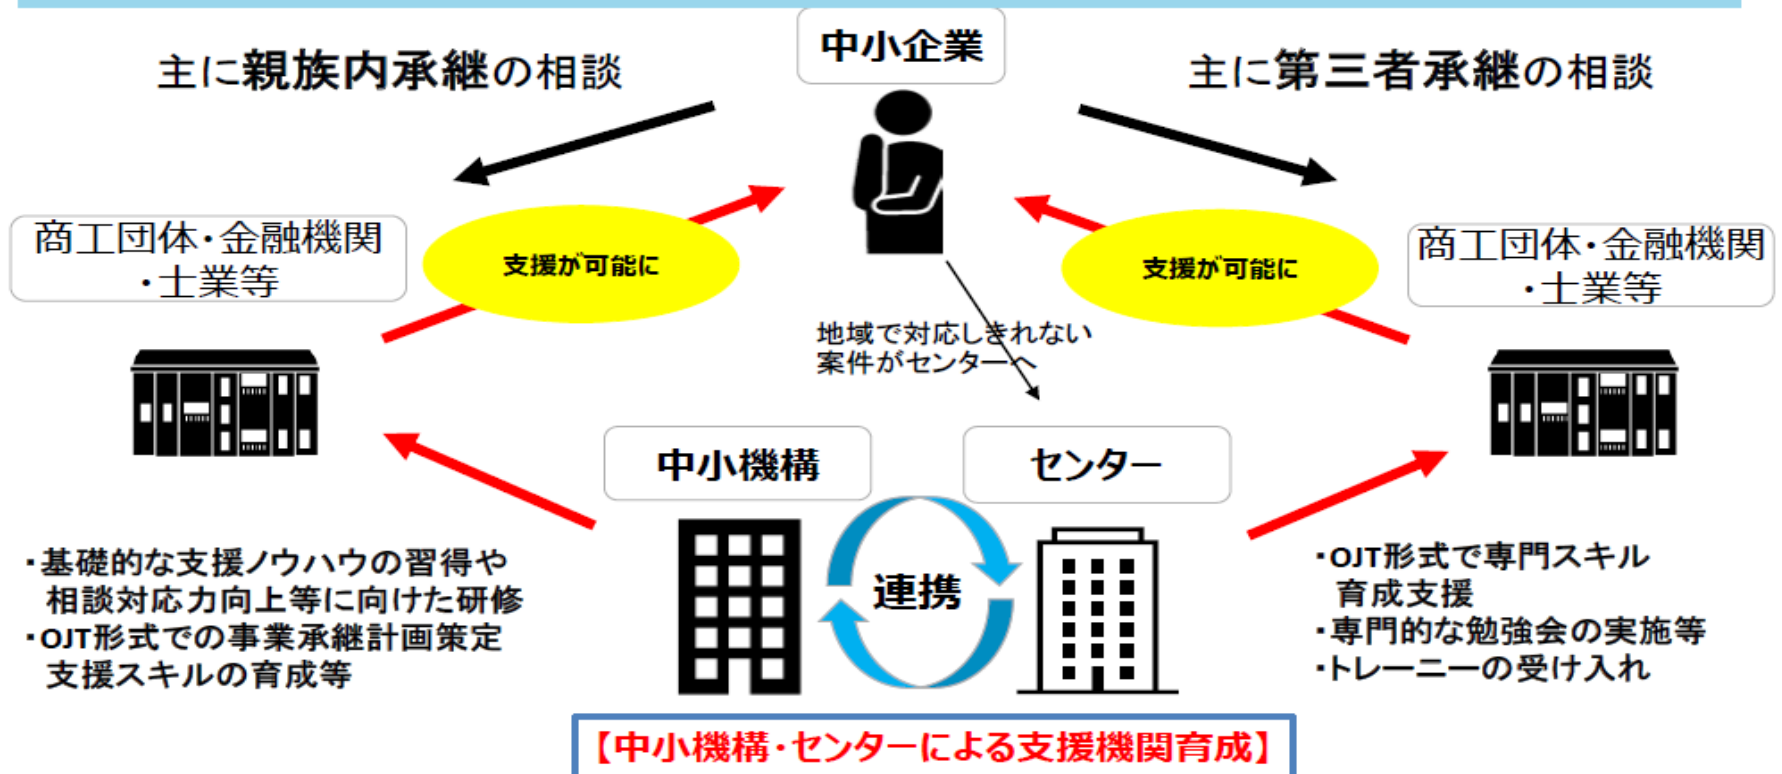 中小企業
主に親族内承継の相談
主に第三者承継の相談
商工団体・金融機関
・士業等
支援が可能に
支援が可能に
商工団体・金融機関
・士業等
地域で対応しきれない
案件がセンターへ
中小機構
センター
連携
・基礎的な支援ノウハウの習得や
相談対応力向上等に向けた研修
・OJT形式での事業承継計画策定
支援スキルの育成等
・OJT形式で専門スキル
育成支援
・専門的な勉強会の実施等
・トレーニーの受け入れ
【中小機構・センターによる支援機関育成】